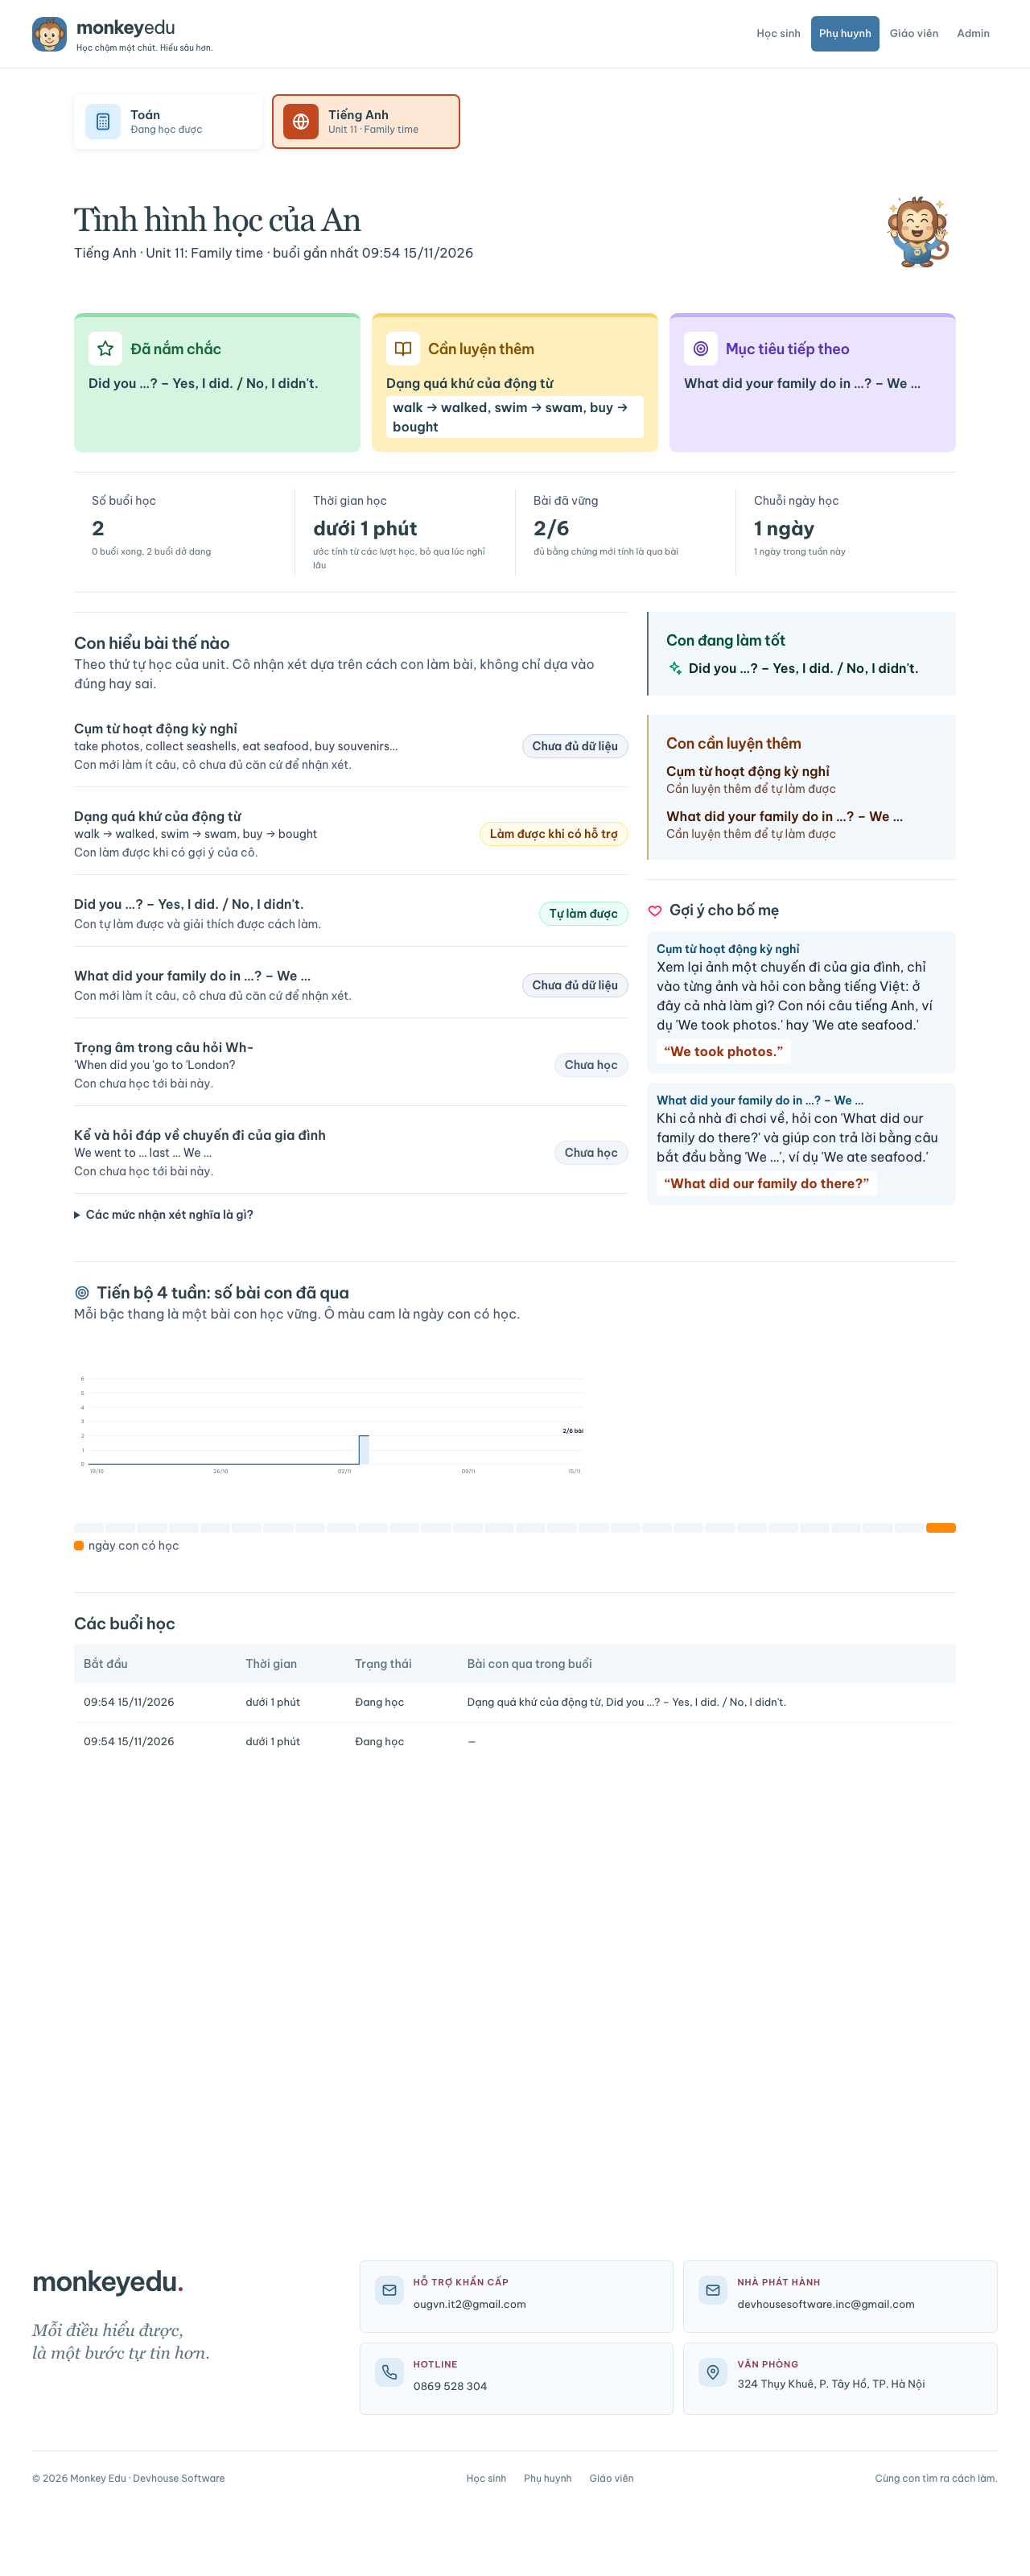 monkeyedu
Học chậm một chút. Hiểu sâu hơn.
Học sinh
Phụ huynh
Giáo viên
Admin
Toán
Đang học được
Tiếng Anh
Unit 11 · Family time
Tình hình học của An
Tiếng Anh · Unit 11: Family time · buổi gần nhất 09:54 15/11/2026
Đã nắm chắc
Did you …? – Yes, I did. / No, I didn't.
Cần luyện thêm
Dạng quá khứ của động từ
walk → walked, swim → swam, buy →
bought
Mục tiêu tiếp theo
What did your family do in …? – We …
Số buổi học
2
0 buổi xong, 2 buổi dở dang
Thời gian học
dưới 1 phút
ước tính từ các lượt học, bỏ qua lúc nghỉ
lâu
Bài đã vững
2/6
đủ bằng chứng mới tính là qua bài
Chuỗi ngày học
1 ngày
1 ngày trong tuần này
Con hiểu bài thế nào
Theo thứ tự học của unit. Cô nhận xét dựa trên cách con làm bài, không chỉ dựa vào
đúng hay sai.
Cụm từ hoạt động kỳ nghỉ
take photos, collect seashells, eat seafood, buy souvenirs…
Con mới làm ít câu, cô chưa đủ căn cứ để nhận xét.
Chưa đủ dữ liệu
Dạng quá khứ của động từ
walk → walked, swim → swam, buy → bought
Con làm được khi có gợi ý của cô.
Làm được khi có hỗ trợ
Did you …? – Yes, I did. / No, I didn't.
Con tự làm được và giải thích được cách làm.
Tự làm được
What did your family do in …? – We …
Con mới làm ít câu, cô chưa đủ căn cứ để nhận xét.
Chưa đủ dữ liệu
Trọng âm trong câu hỏi Wh-
'When did you 'go to 'London?
Con chưa học tới bài này.
Chưa học
Kể và hỏi đáp về chuyến đi của gia đình
We went to … last … We …
Con chưa học tới bài này.
Chưa học
Các mức nhận xét nghĩa là gì?
Con đang làm tốt
Did you …? – Yes, I did. / No, I didn't.
Con cần luyện thêm
Cụm từ hoạt động kỳ nghỉ
Cần luyện thêm để tự làm được
What did your family do in …? – We …
Cần luyện thêm để tự làm được
Gợi ý cho bố mẹ
Cụm từ hoạt động kỳ nghỉ
Xem lại ảnh một chuyến đi của gia đình, chỉ
vào từng ảnh và hỏi con bằng tiếng Việt: ở
đây cả nhà làm gì? Con nói câu tiếng Anh, ví
dụ 'We took photos.' hay 'We ate seafood.'
“We took photos.”
What did your family do in …? – We …
Khi cả nhà đi chơi về, hỏi con 'What did our
family do there?' và giúp con trả lời bằng câu
bắt đầu bằng 'We …', ví dụ 'We ate seafood.'
“What did our family do there?”
Tiến bộ 4 tuần: số bài con đã qua
Mỗi bậc thang là một bài con học vững. Ô màu cam là ngày con có học.
6
5
4
3
2
1
0
2/6 bài
19/10
26/10
02/11
09/11
15/11
ngày con có học
Các buổi học
Bắt đầu
Thời gian
Trạng thái
Bài con qua trong buổi
09:54 15/11/2026
dưới 1 phút
Đang học
Dạng quá khứ của động từ, Did you …? – Yes, I did. / No, I didn't.
09:54 15/11/2026
dưới 1 phút
Đang học
—
monkeyedu.
Mỗi điều hiểu được,
là một bước tự tin hơn.
HỖ TRỢ KHẨN CẤP
ougvn.it2@gmail.com
NHÀ PHÁT HÀNH
devhousesoftware.inc@gmail.com
HOTLINE
0869 528 304
VĂN PHÒNG
324 Thụy Khuê, P. Tây Hồ, TP. Hà Nội
© 2026 Monkey Edu · Devhouse Software
Học sinh
Phụ huynh
Giáo viên
Cùng con tìm ra cách làm.